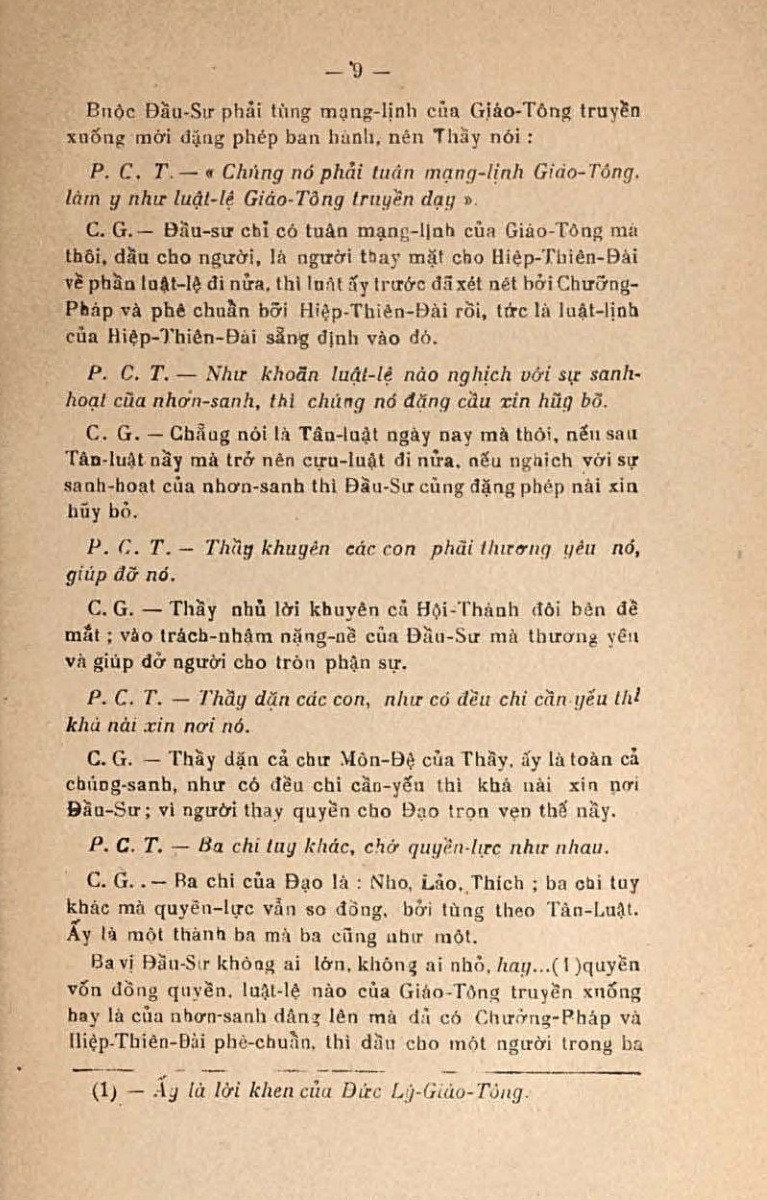 — 9 —
Buộc Đầu-Sư phải tùng mạng-lịnh của Giáo-Tông truyền
xuống mới đặng phép ban hành, nên Thầy nói :
P. C. T. — « Chúng nó phải tuân mạng-lịnh Giáo-Tông,
làm y như luật-lệ Giáo-Tông truyền dạy ».
C. G. — Đầu-sư chỉ có tuân mạng-lịnh của Giáo-Tông mà
thôi, dầu cho người, là người thay mặt cho Hiệp-Thiên-Đài
về phần luật-lệ đi nửa, thì luật ấy trước đã xét nét bởi Chưởng-
Pháp và phê chuẩn bởi Hiệp-Thiên-Đài rồi, tức là luật-lịnh
của Hiệp-Thiên-Đài sẵng định vào đó.
P. C. T. — Như khoãn luật-lệ nào nghịch với sự sanh-
hoạt của nhơn-sanh, thì chúng nó đặng cầu xin hũy bỏ.
C. G. — Chẳng nói là Tân-luật ngày nay mà thôi, nếu sau
Tân-luật nầy mà trở nên cựu-luật đi nửa, nếu nghịch với sự
sanh-hoạt của nhơn-sanh thì Đầu-Sư củng đặng phép nài xin
hũy bỏ.
P. C. T. — Thầy khuyên các con phải thương yêu nó,
giúp đỡ nó.
C. G. — Thầy nhủ lời khuyên cả Hội-Thánh đôi bên để
mắt ; vào trách-nhậm nặng-nề của Đầu-Sư mà thương yêu
và giúp đở người cho tròn phận sự.
P. C. T. — Thầy dặn các con, như có đều chi cần yếu thì
khá nài xin nơi nó.
C. G. — Thầy dặn cả chư Môn-Đệ của Thầy, ấy là toàn cả
chúng-sanh, như có đều chi cần-yếu thì khá nài xin nơi
Đầu-Sư ; vì người thay quyền cho Đạo trọn vẹn thế nầy.
P. C. T. — Ba chi tuy khác, chớ quyền-lực như nhau.
C. G. . — Ba chi của Đạo là : Nho, Lảo, Thích ; ba chi tuy
khác mà quyền-lực vẫn so đồng, bởi tùng theo Tân-Luật.
Ấy là một thành ba mà ba cũng như một.
Ba vị Đầu-Sư không ai lớn, không ai nhỏ, hay...(1)quyền
vốn đồng quyền, luật-lệ nào của Giáo-Tông truyền xuống
hay là của nhơn-sanh dâng lên mà đả có Chưởng-Pháp và
Hiệp-Thiên-Đài phê-chuẩn, thì dầu cho một người trong ba
(1) — Ấy là lời khen của Đức Lý-Giáo-Tông.